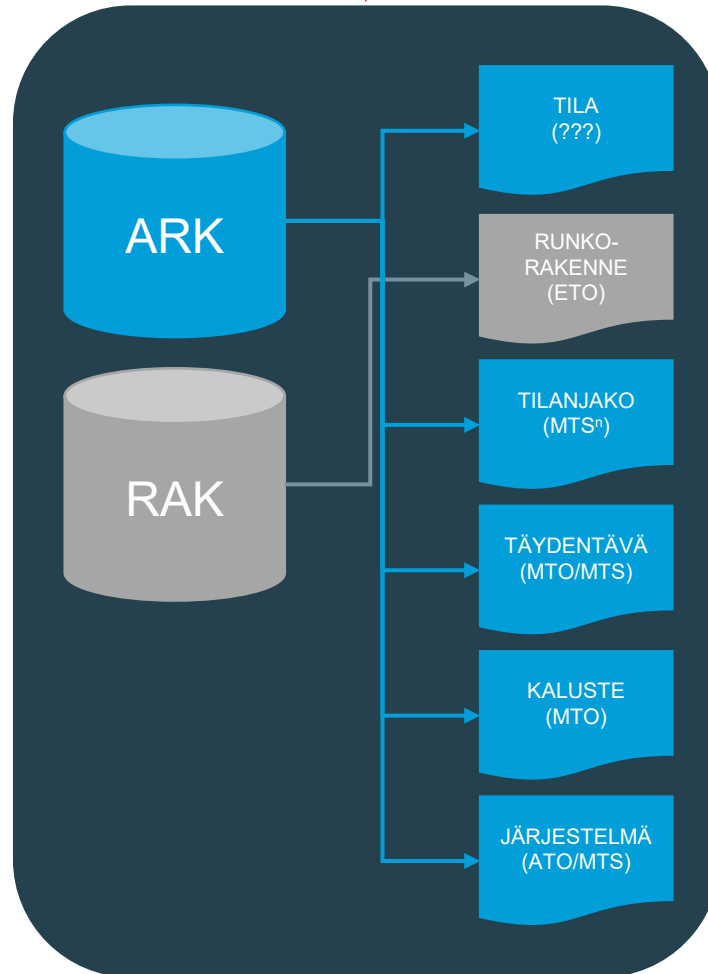 ARK
RAK
TILA
(???)
RUNKO-
RAKENNE
(ETO)
TILANJAKO
(MTSⁿ)
TÄYDENTÄVÄ
(MTO/MTS)
KALUSTE
(MTO)
JÄRJESTELMÄ
(ATO/MTS)